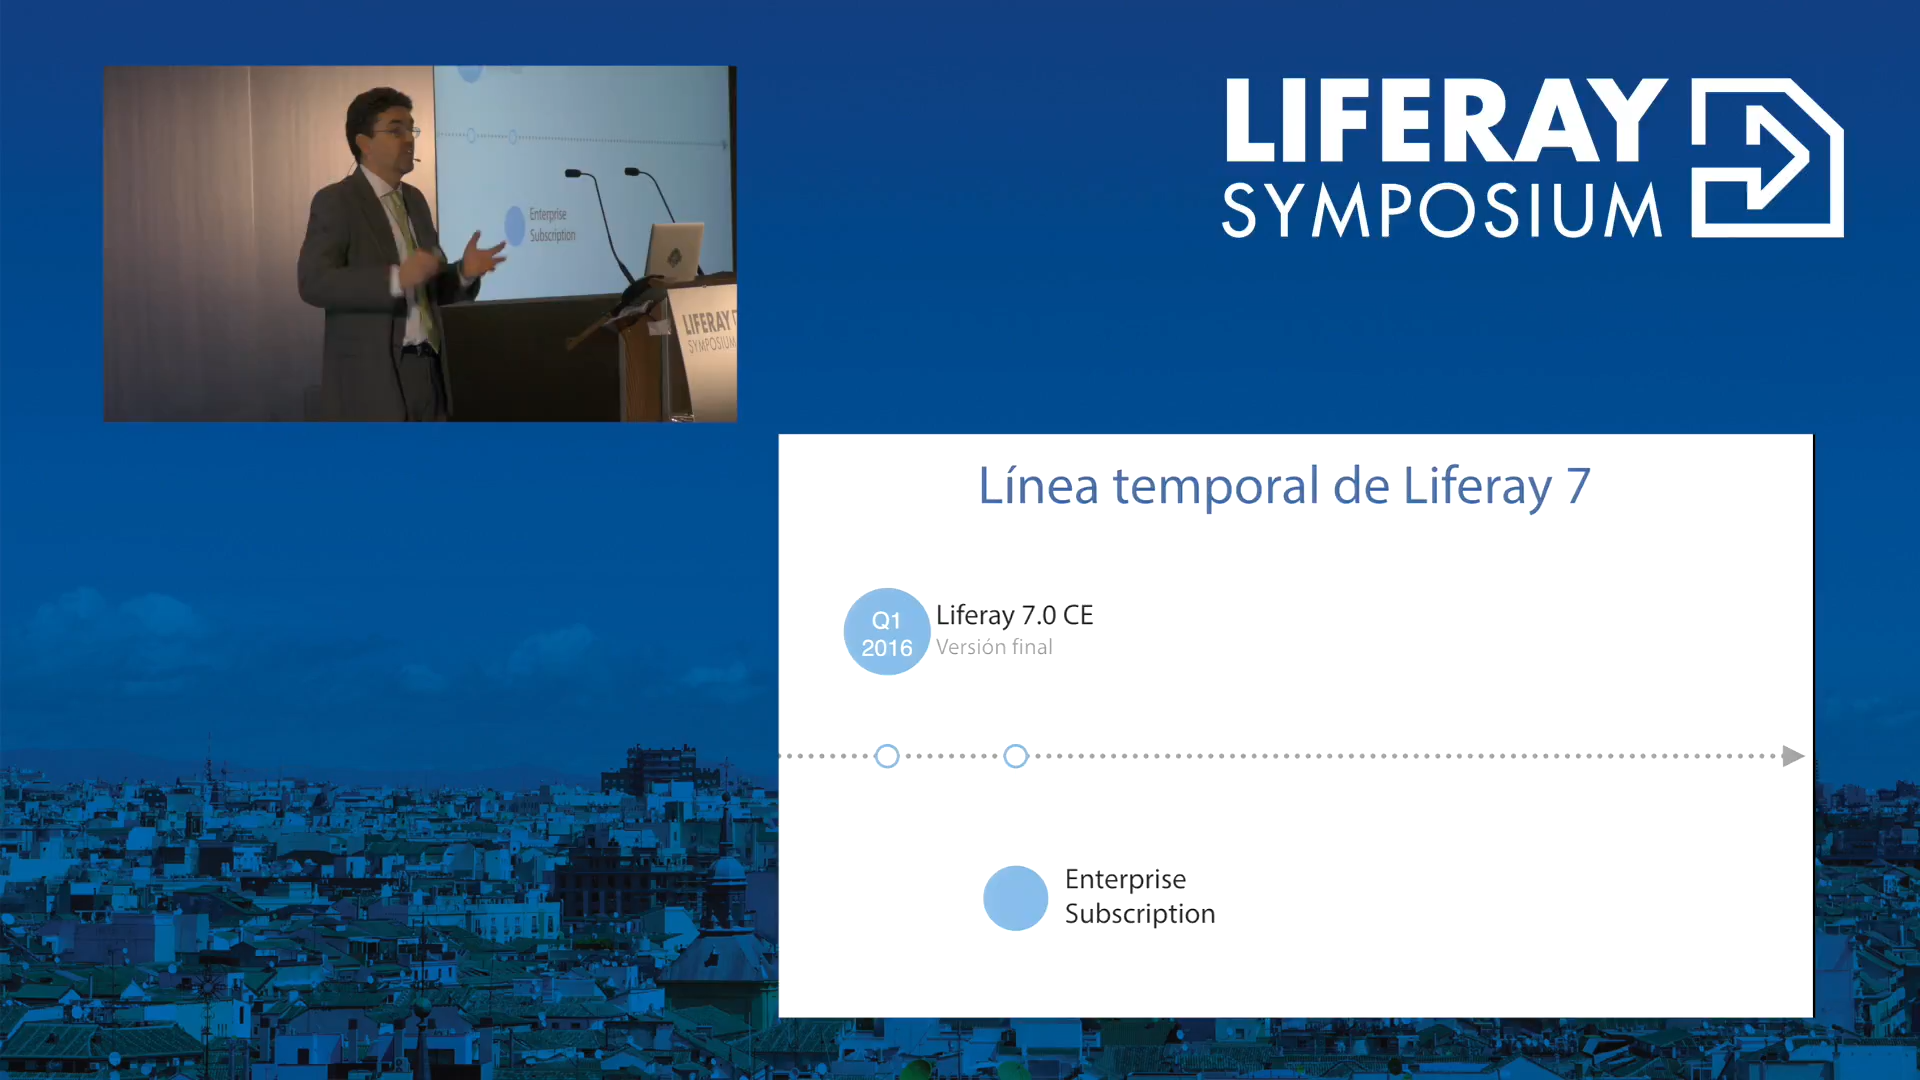 LIFERAY
SYMPOSIUM
Enterprise
Subscription
LIFERAY
SYMPOSIUM
Línea temporal de Liferay 7
Q1
2016
Liferay 7.0 CE
Versión final
Enterprise
Subscription